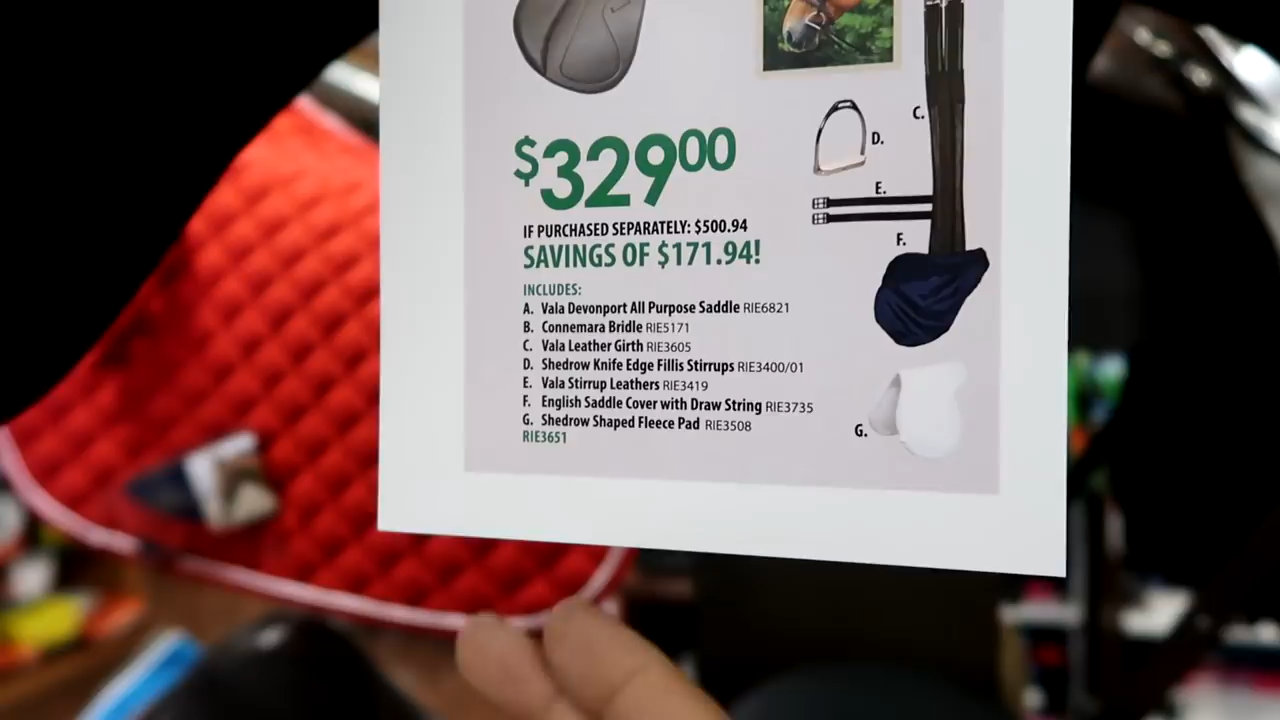 $329.00
IF PURCHASED SEPARATELY: $500.94
SAVINGS OF $171.94!
INCLUDES:
A. Vala Devonport All Purpose Saddle RIE6821
B. Connemara Bridle RIE5171
C. Vala Leather Girth RIE3605
D. Shedrow Knife Edge Fillis Stirrups RIE3400/01
E. Vala Stirrup Leathers RIE3419
F. English Saddle Cover with Draw String RIE3735
G. Shedrow Shaped Fleece Pad RIE3508
RIE3651
C.
D.
E.
F.
G.